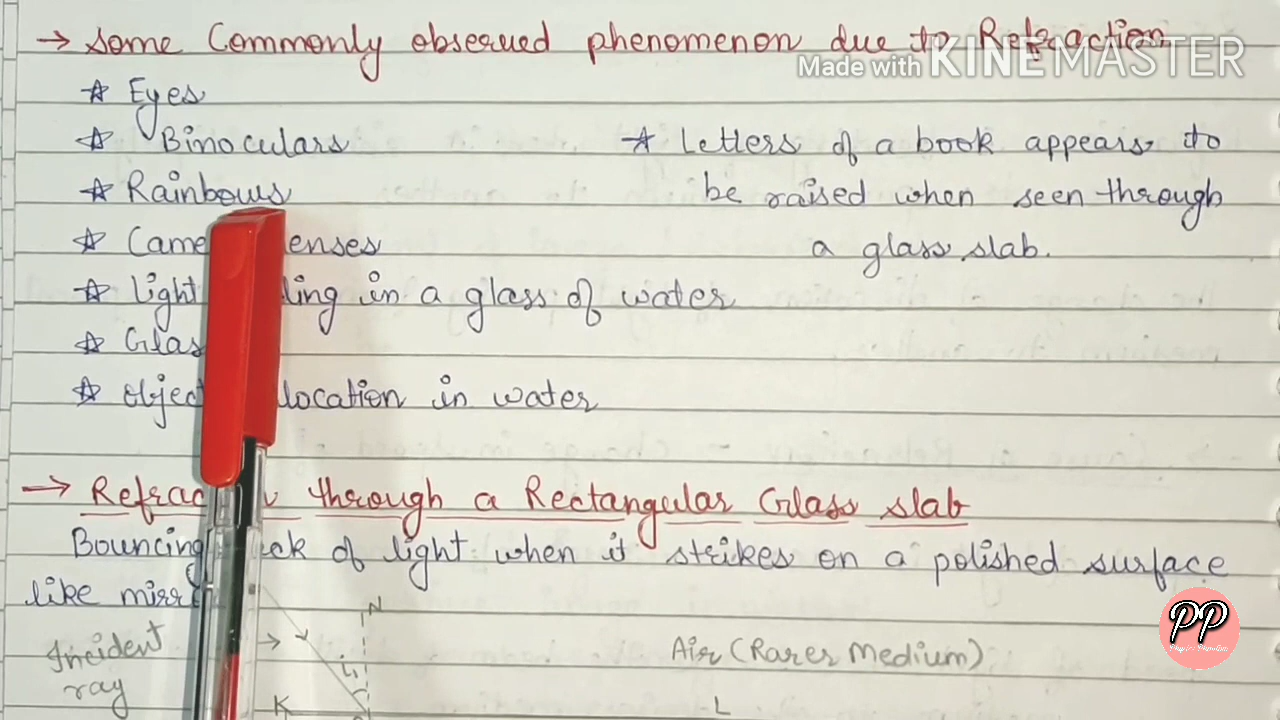 → Some Commonly observed phenomenon due to Refraction
Made with KINEMASTER
☆ Eyes
☆ Binoculars
☆ Rainbows
☆ Came enses
☆ light ling in a glass of water
☆ Glas
☆ object location in water
☆ Letters of a book appears to
be raised when seen through
a glass slab.
→ Refrac through a Rectangular Glass slab
Bouncing ck of light when it strikes on a polished surface
like mirr
Incident
ray
→
N
i
Air (Rarer Medium)
K
L
PP